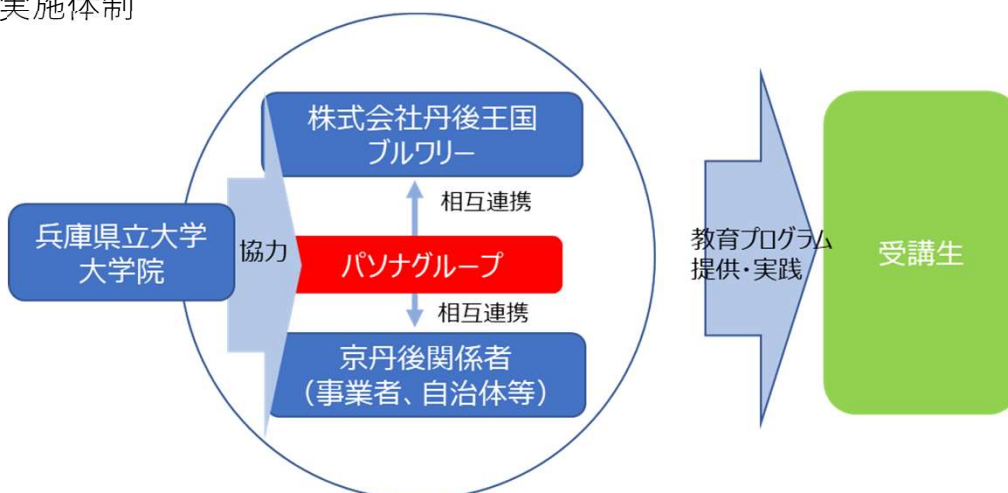 実施体制
株式会社丹後王国
ブルワリー
相互連携
兵庫県立大学
大学院
協力
パソナグループ
相互連携
京丹後関係者
（事業者、自治体等）
教育プログラム
提供・実践
受講生